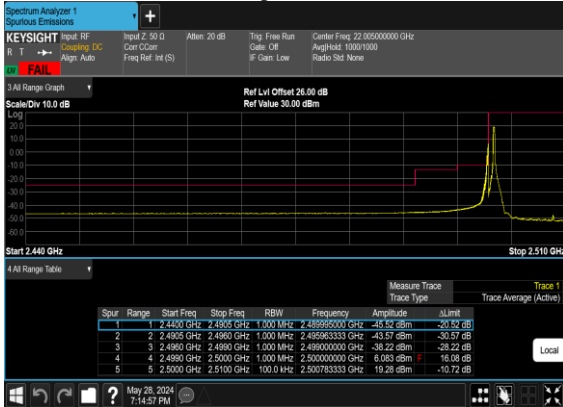 Spectrum Analyzer 1
Spurious Emissions
+
KEYSIGHT Input: RF Input Z: 50 Ω Atten: 20 dB Trig: Free Run Center Freq: 22.005000000 GHz
R T Coupling: DC Corr CCorr Gate: Off Avg|Hold: 1000/1000
Align: Auto Freq Ref: Int (S) IF Gain: Low Radio Std: None
FAIL
3 All Range Graph Ref Lvl Offset 26.00 dB
Scale/Div 10.0 dB Ref Value 30.00 dBm
Log
20.0
10.0
0.00
-10.0
-20.0
-30.0
-40.0
-50.0
-60.0
Start 2.440 GHz Stop 2.510 GHz
4 All Range Table
Measure Trace Trace 1
Trace Type Trace Average (Active)
Spur Range Start Freq Stop Freq RBW Frequency Amplitude ΔLimit
1 1 2.4400 GHz 2.4905 GHz 1.000 MHz 2.489995000 GHz -45.52 dBm -20.52 dB
2 2 2.4905 GHz 2.4960 GHz 1.000 MHz 2.495963333 GHz -43.57 dBm -30.57 dB
3 3 2.4960 GHz 2.4990 GHz 1.000 MHz 2.499000000 GHz -38.22 dBm -28.22 dB
4 4 2.4990 GHz 2.5000 GHz 1.000 MHz 2.500000000 GHz 6.083 dBm F 16.08 dB
5 5 2.5000 GHz 2.5100 GHz 100.0 kHz 2.500783333 GHz 19.28 dBm -10.72 dB
Local
? May 28, 2024
7:14:57 PM